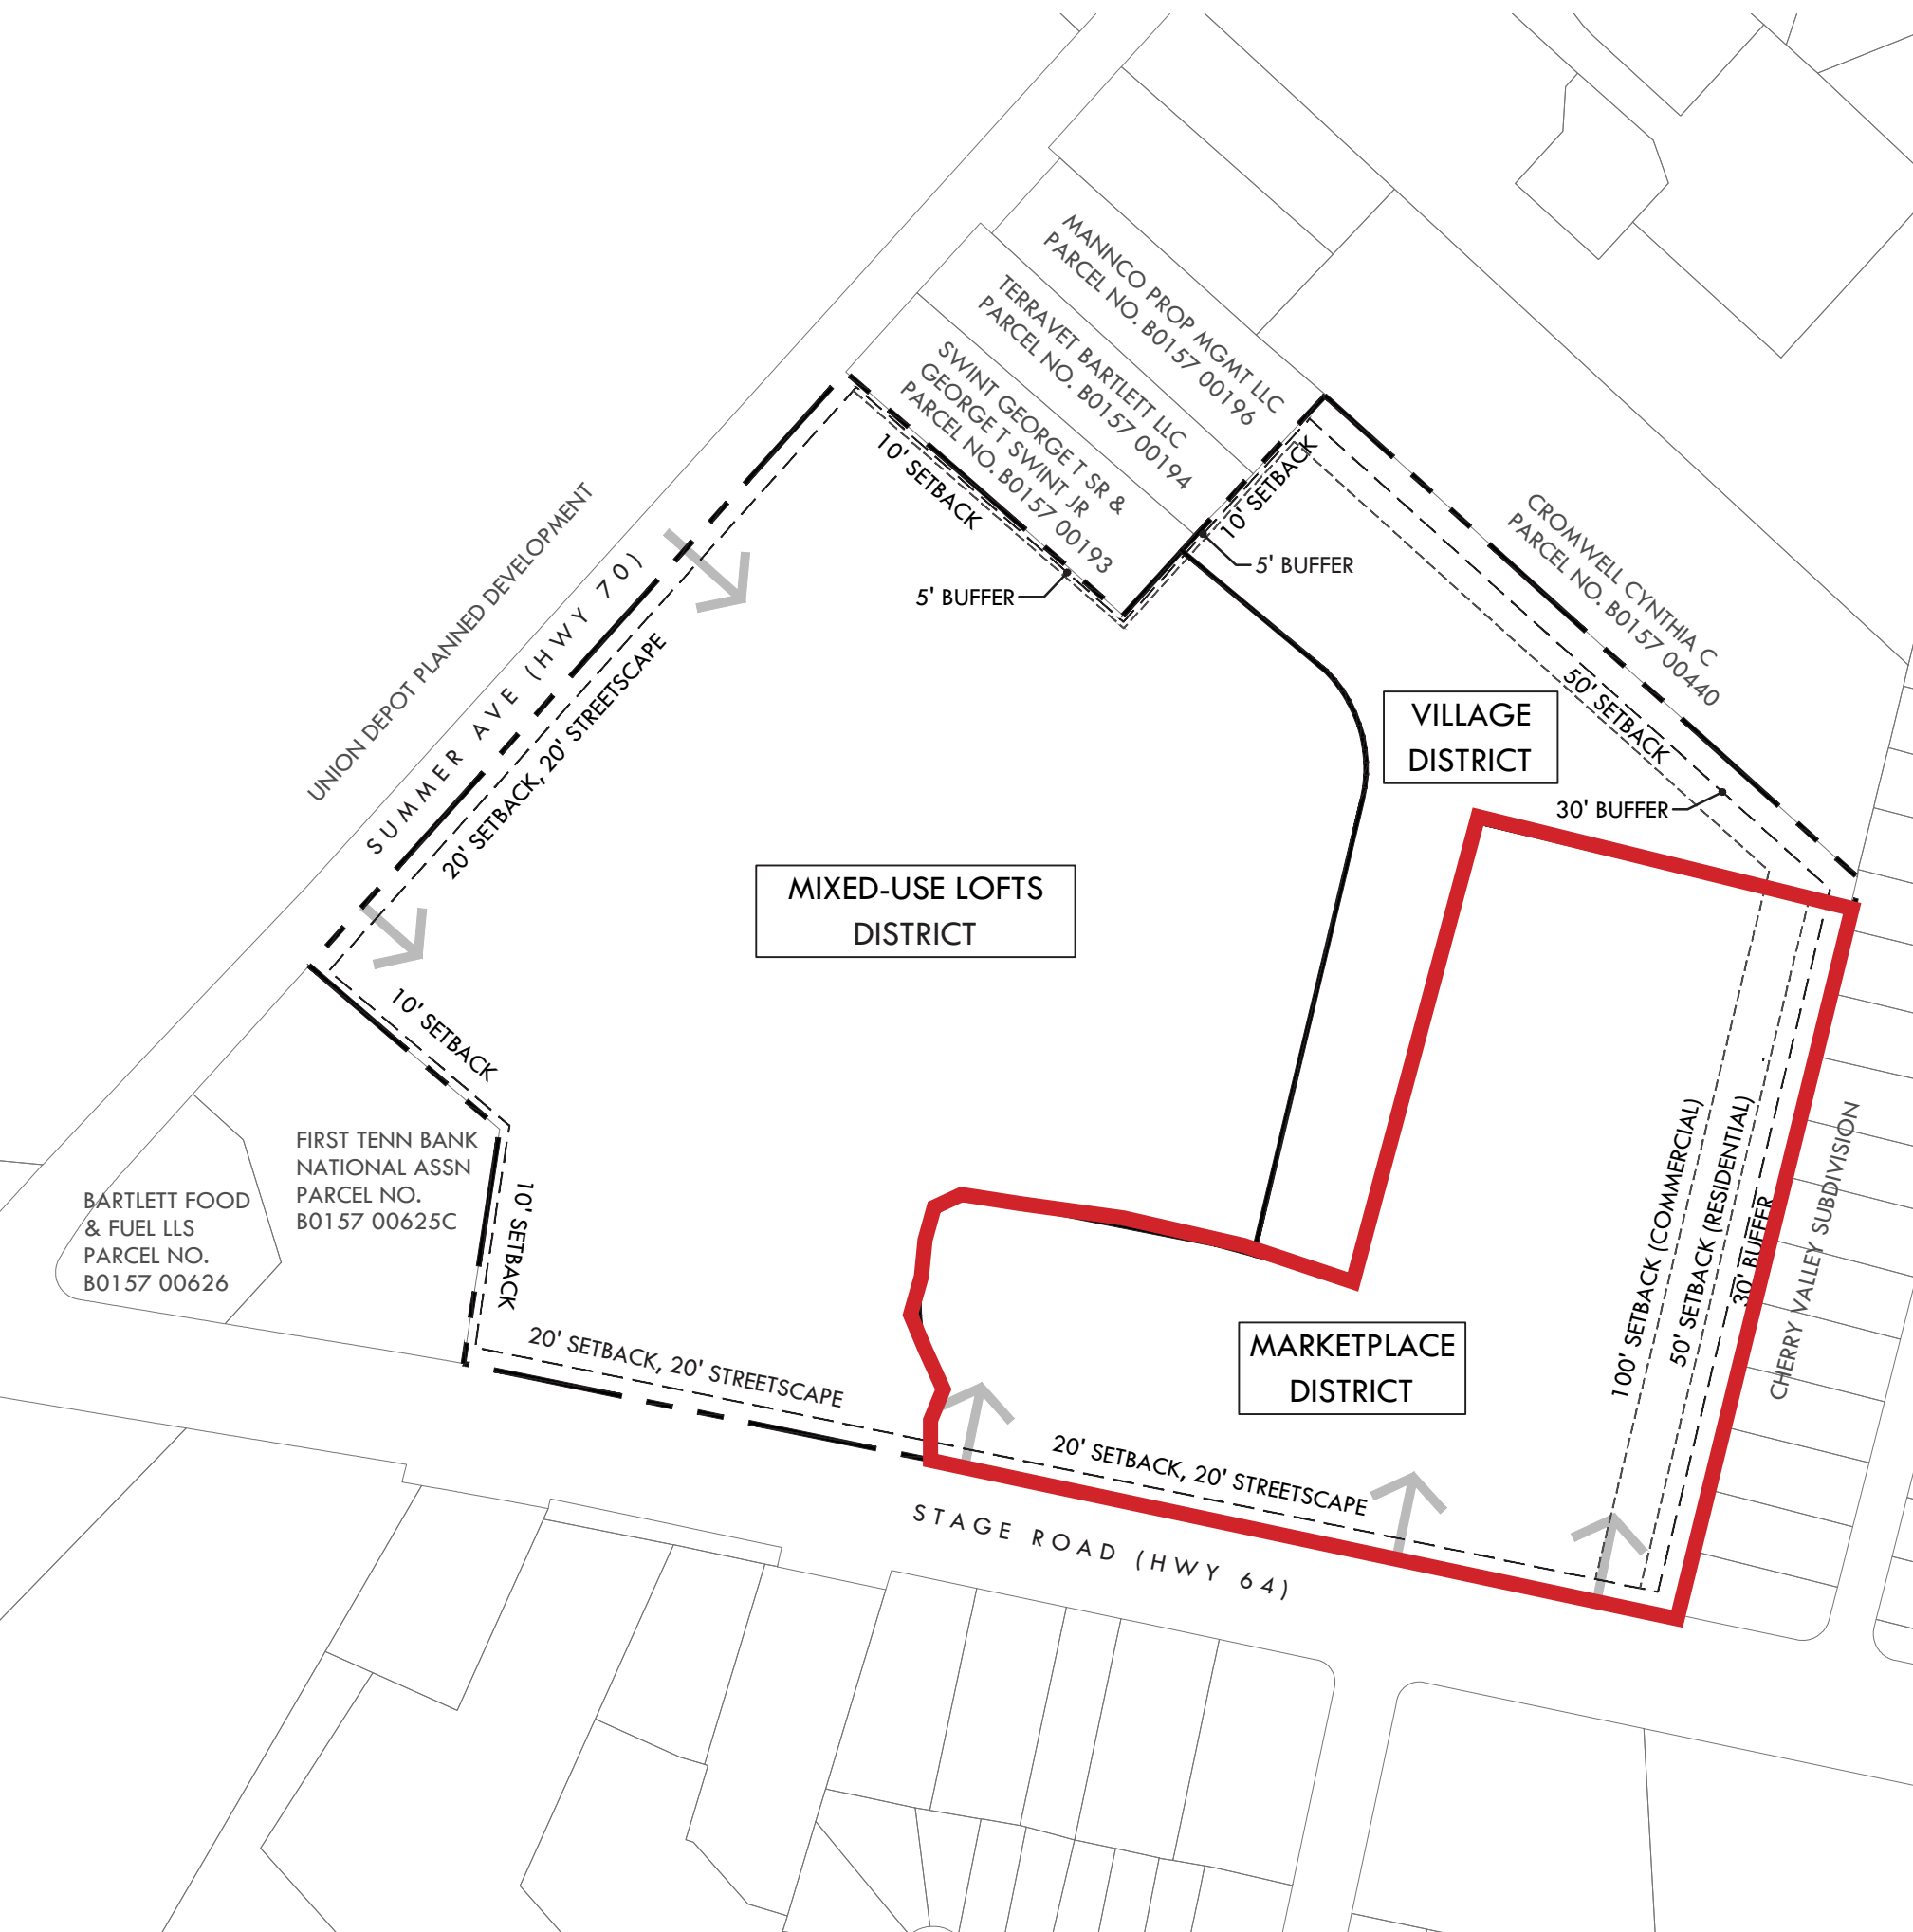 MANNCO PROP MGMT LLC
PARCEL NO. B0157 00196
TERRAVET BARTLETT LLC
PARCEL NO. B0157 00194
SWINT GEORGE T SR &
GEORGE T SWINT JR
PARCEL NO. B0157 00193
10' SETBACK
10' SETBACK
5' BUFFER
5' BUFFER
CROMWELL CYNTHIA C
PARCEL NO. B0157 00440
50' SETBACK
30' BUFFER
UNION DEPOT PLANNED DEVELOPMENT
SUMMER AVE (HWY 70)
20' SETBACK, 20' STREETSCAPE
VILLAGE
DISTRICT
MIXED-USE LOFTS
DISTRICT
10' SETBACK
FIRST TENN BANK
NATIONAL ASSN
PARCEL NO.
B0157 00625C
BARTLETT FOOD
& FUEL LLS
PARCEL NO.
B0157 00626
10' SETBACK
20' SETBACK, 20' STREETSCAPE
MARKETPLACE
DISTRICT
100' SETBACK (COMMERCIAL)
50' SETBACK (RESIDENTIAL)
30' BUFFER
CHERRY VALLEY SUBDIVISION
20' SETBACK, 20' STREETSCAPE
STAGE ROAD (HWY 64)